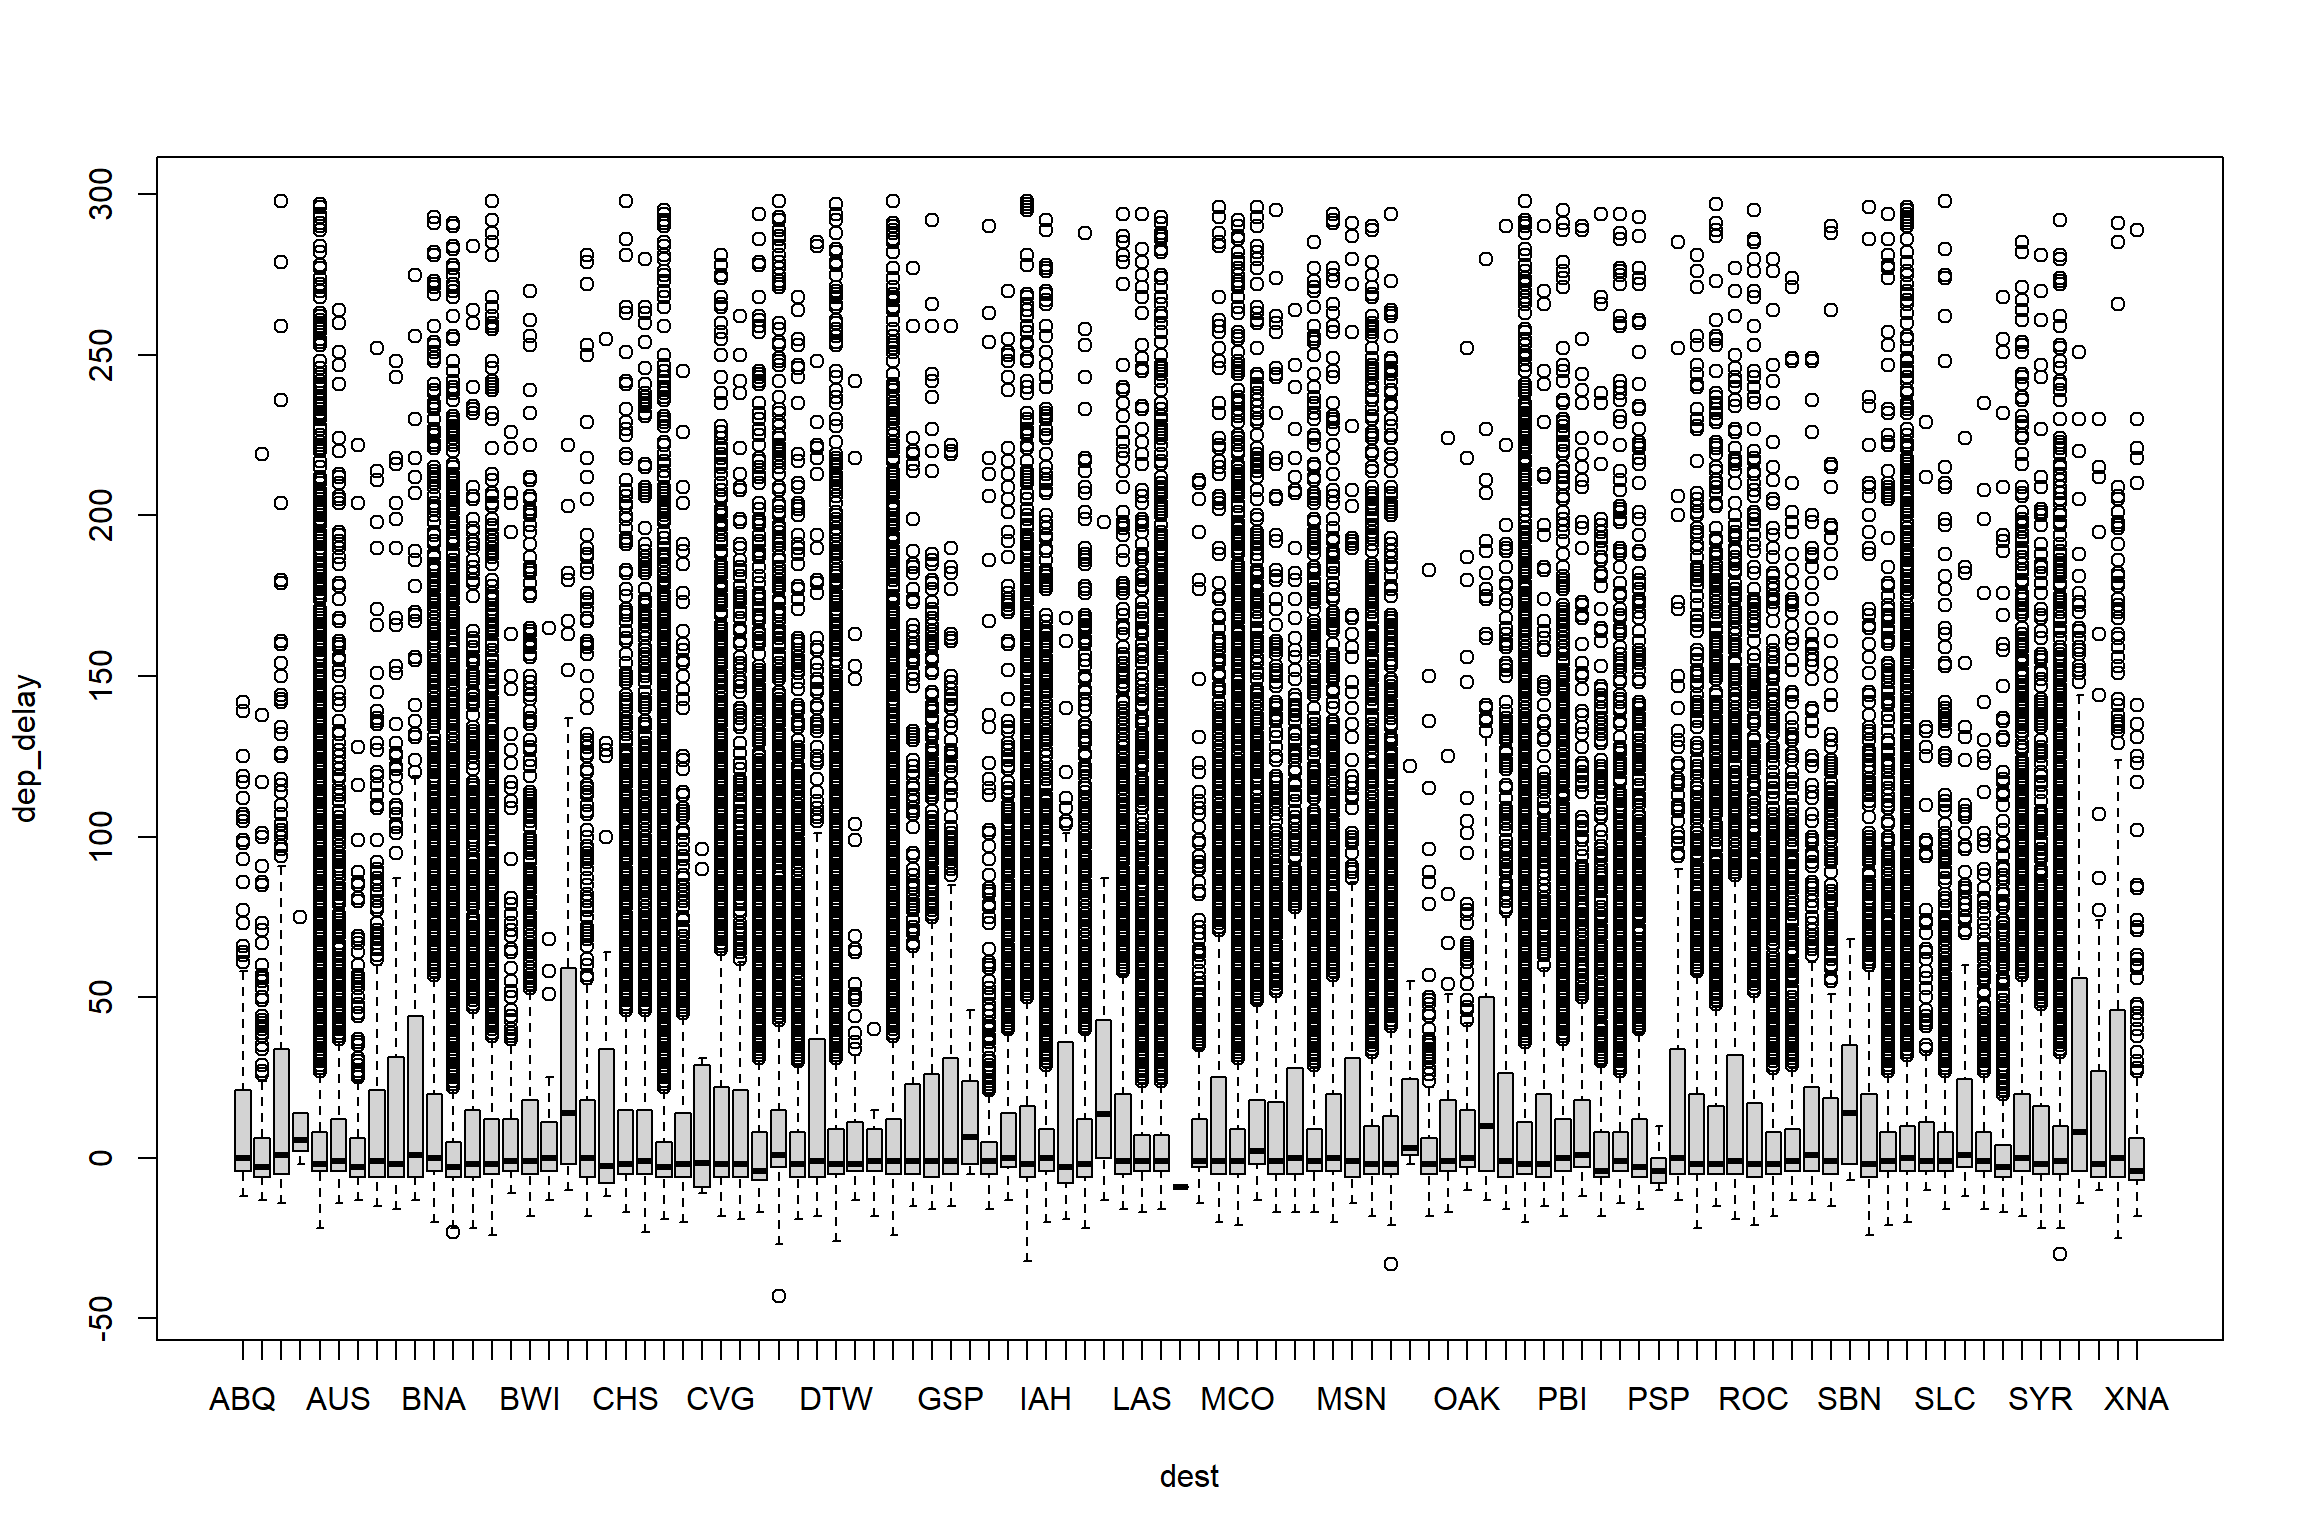 dep_delay
300
250
200
150
100
50
0
-50
ABQ AUS BNA BWI CHS CVG DTW GSP IAH LAS MCO MSN OAK PBI PSP ROC SBN SLC SYR XNA
dest